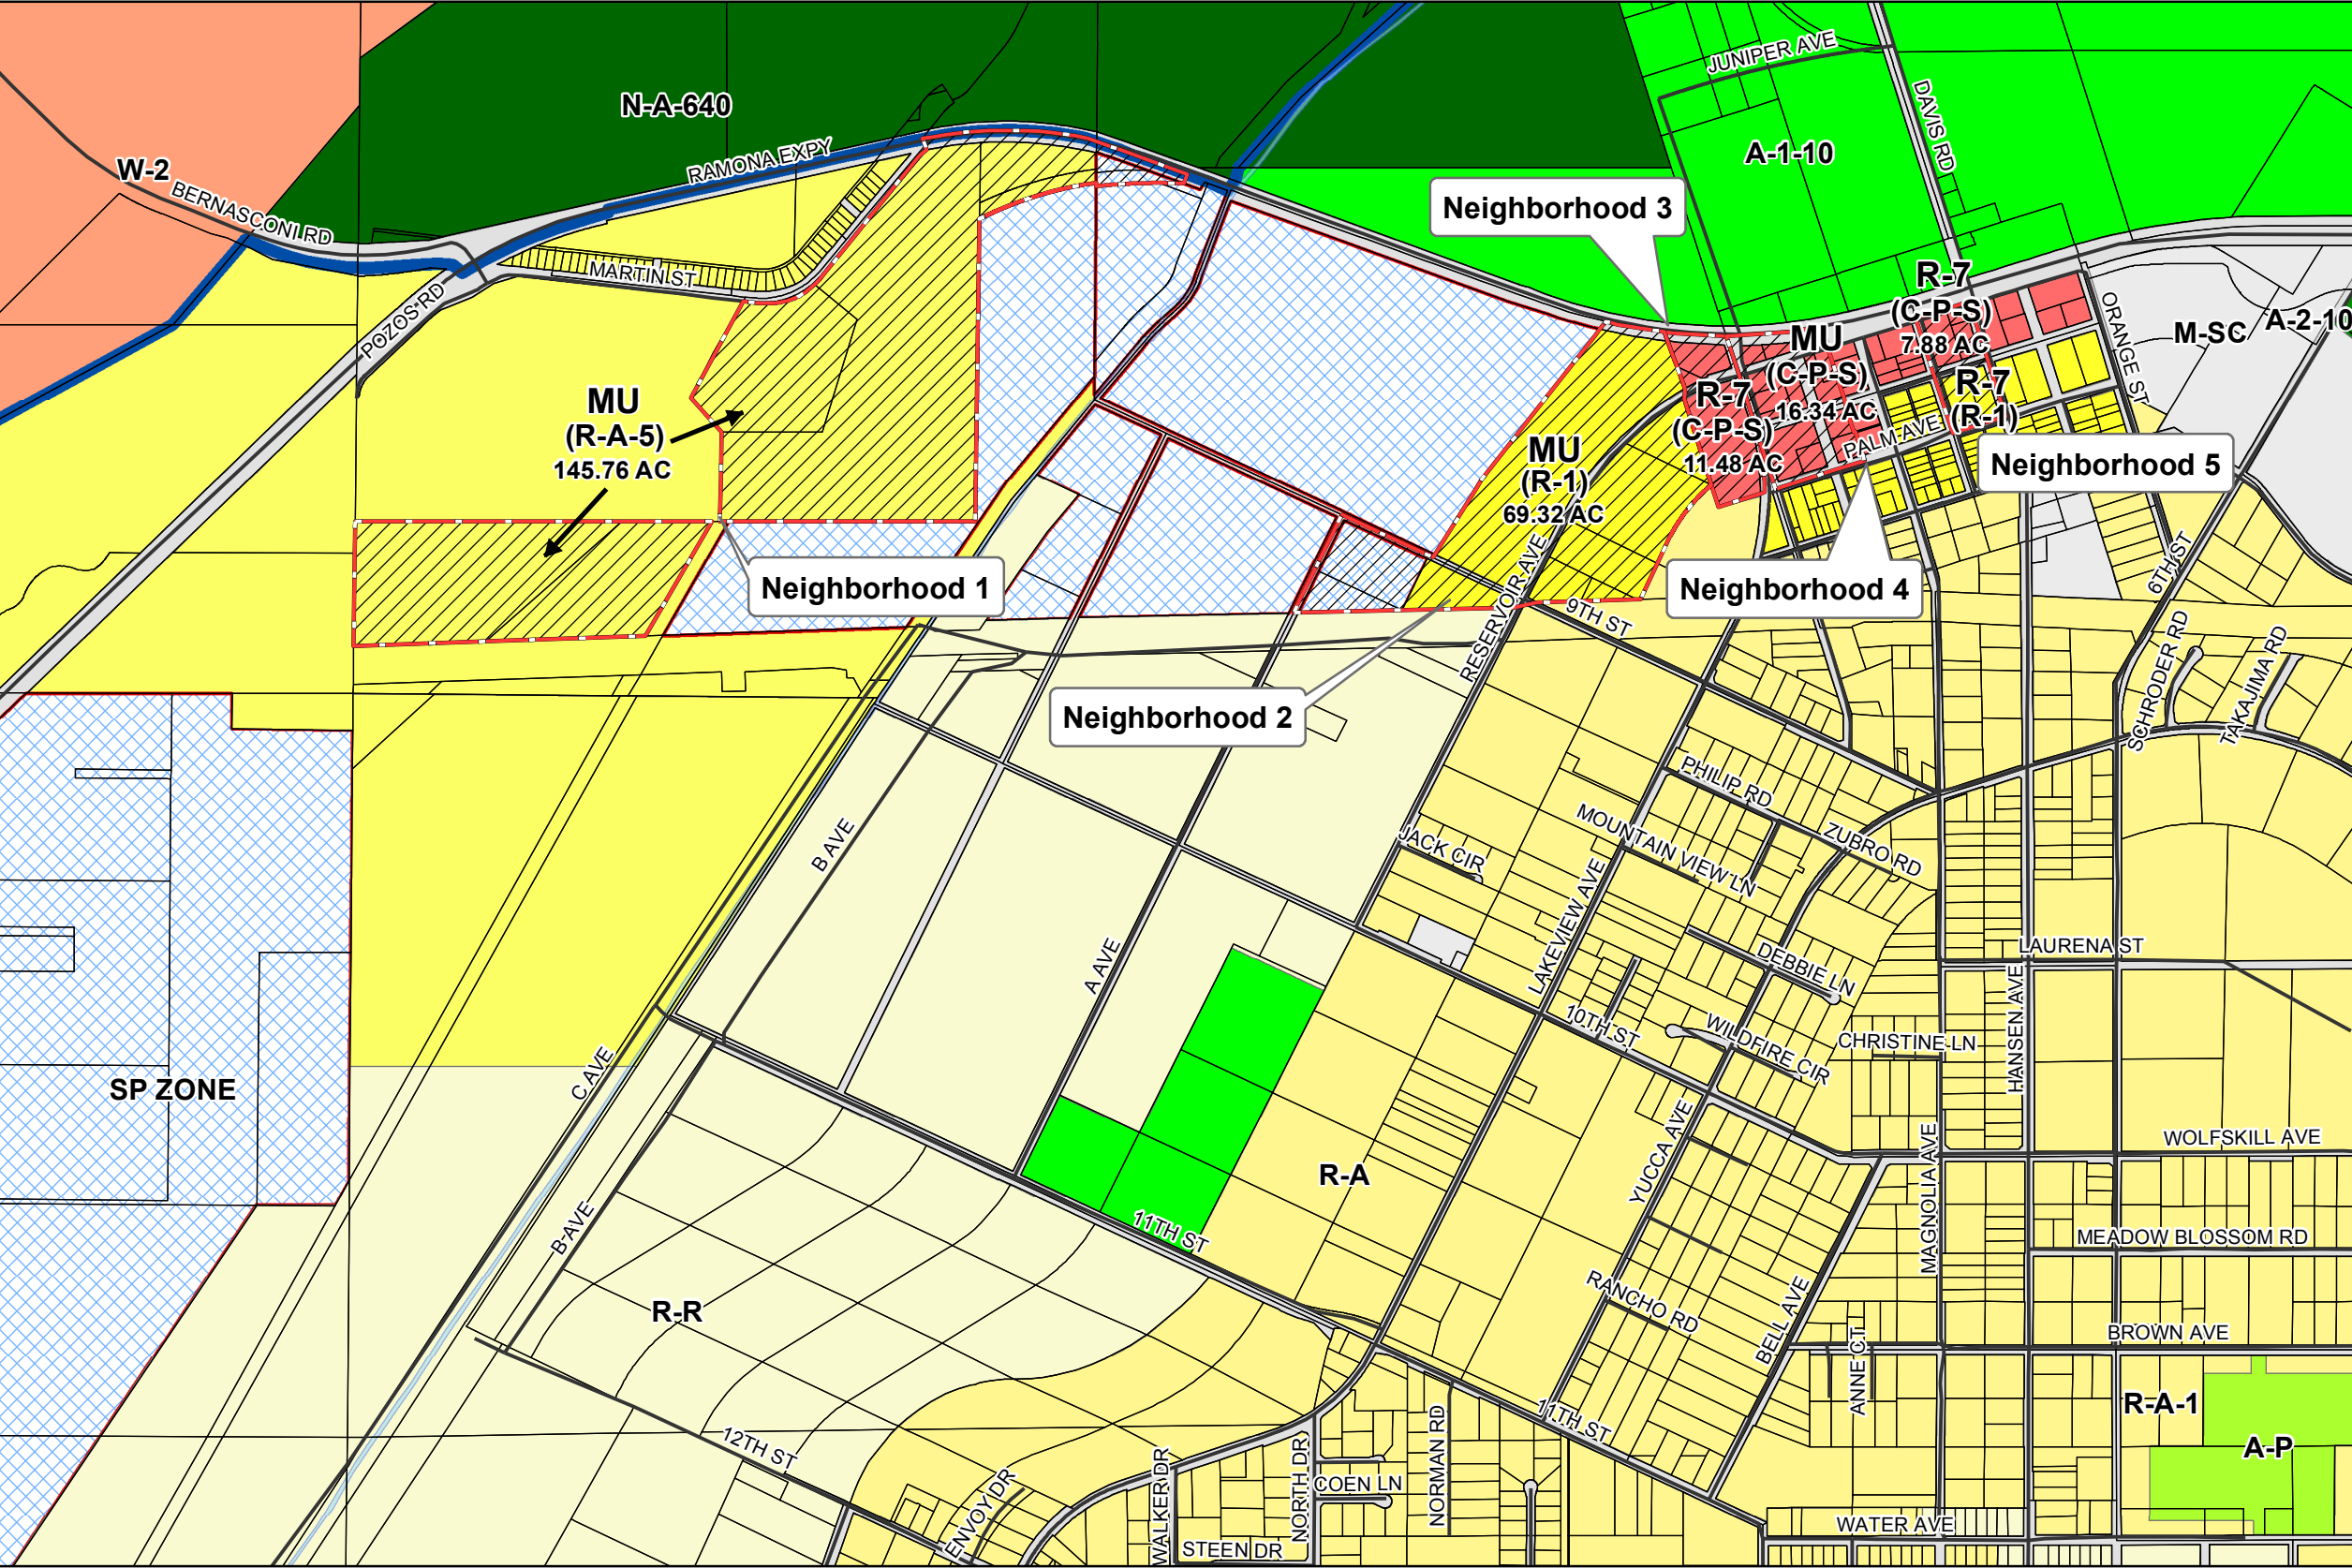 JUNIPER AVE
DAVIS RD
N-A-640
A-1-10
RAMONA EXPY
W-2
BERNASCONI RD
Neighborhood 3
MARTIN ST
POZOS RD
R-7
(C-P-S)
7.88 AC
ORANGE ST
M-SC
A-2-10
MU
(C-P-S)
16.34 AC
R-7
(C-P-S)
11.48 AC
R-7
(R-1)
PALM AVE
MU
(R-A-5)
145.76 AC
MU
(R-1)
69.32 AC
Neighborhood 5
Neighborhood 1
Neighborhood 4
6TH ST
RESERVOIR AVE
9TH ST
SCHRODER RD
TAKAJIMA RD
Neighborhood 2
PHILIP RD
MOUNTAIN VIEW LN
ZUBRO RD
JACK CIR
B AVE
LAKEVIEW AVE
A AVE
DEBBIE LN
LAURENA ST
HANSEN AVE
10TH ST
WILDFIRE CIR
CHRISTINE LN
C AVE
SP ZONE
YUCCA AVE
MAGNOLIA AVE
WOLFSKILL AVE
R-A
B AVE
11TH ST
MEADOW BLOSSOM RD
R-R
RANCHO RD
BELL AVE
BROWN AVE
ANNE CT
R-A-1
A-P
12TH ST
11TH ST
NORMAN RD
NORTH DR
WALKER DR
COEN LN
ENVOY DR
STEEN DR
WATER AVE